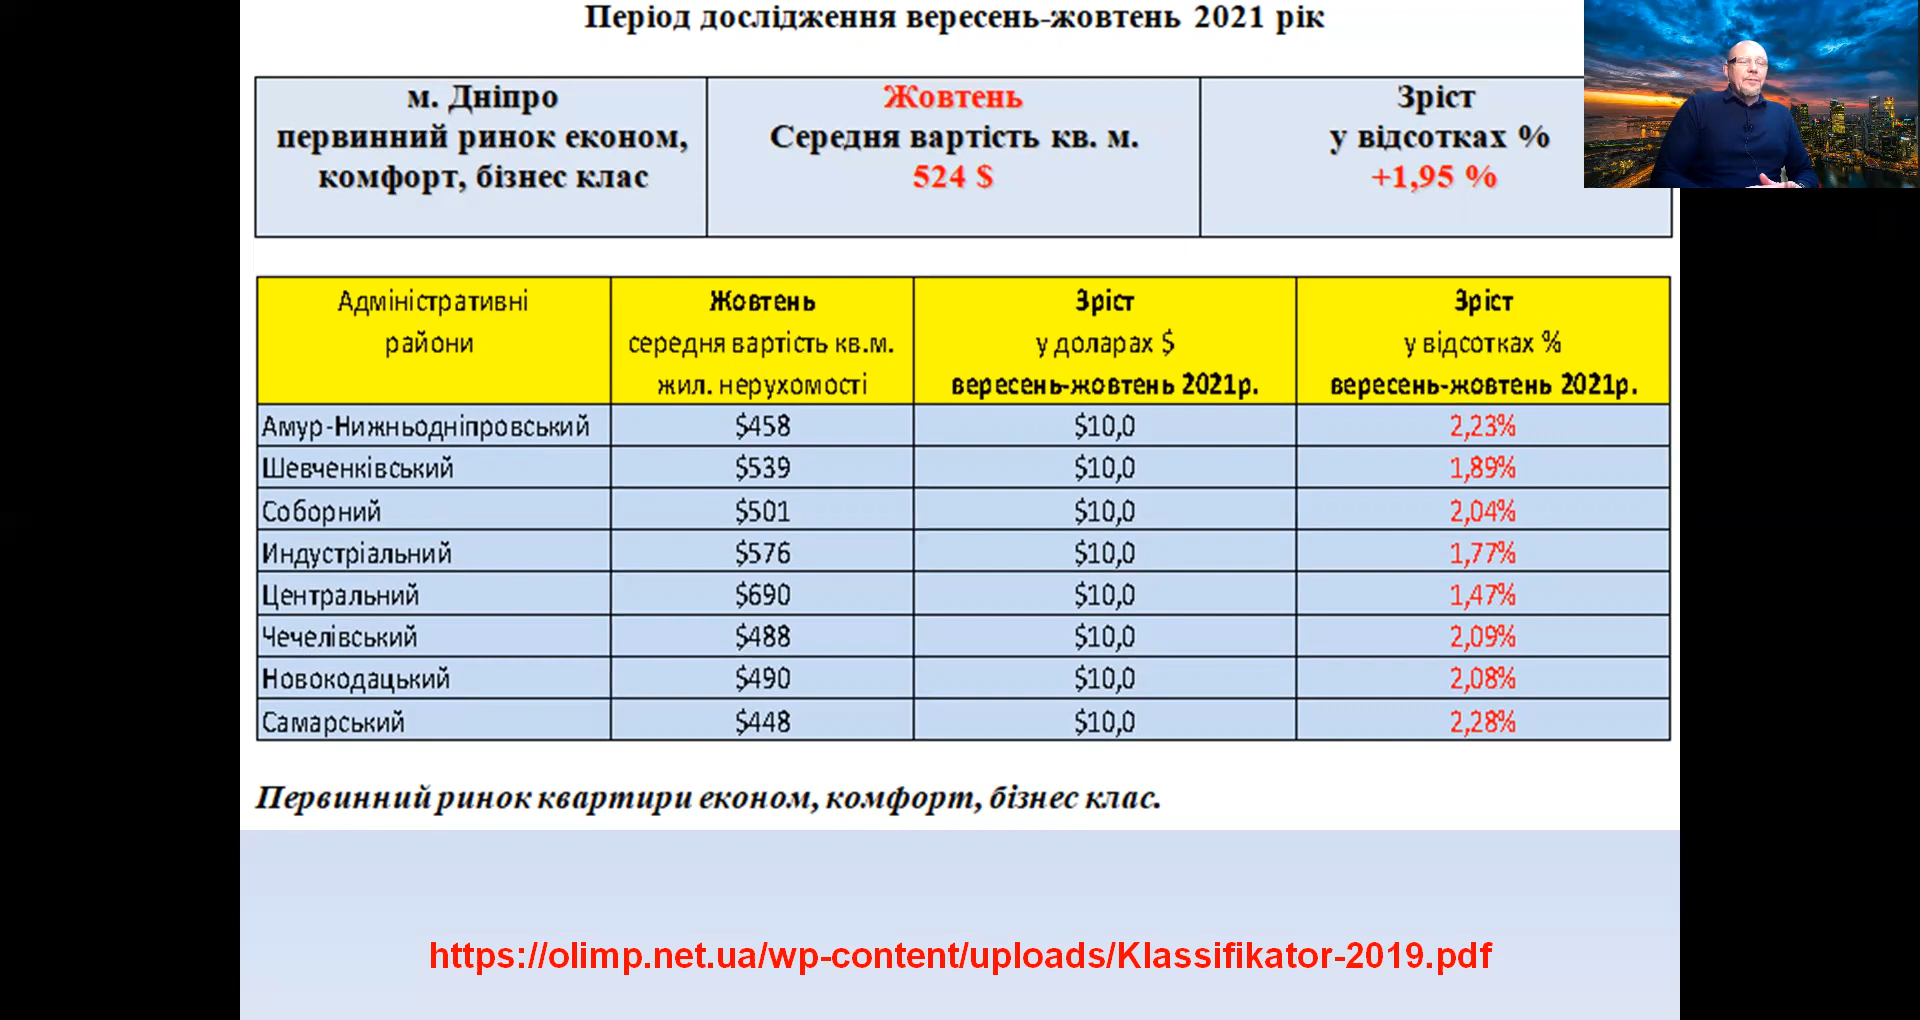 Період дослідження вересень-жовтень 2021 рік
м. Дніпро
первинний ринок економ,
комфорт, бізнес клас
Жовтень
Середня вартість кв. м.
524 $
Зріст
у відсотках %
+1,95 %
Адміністративні
райони
Жовтень
середня вартість кв.м.
жил. нерухомості
Зріст
у доларах $
вересень-жовтень 2021р.
Зріст
у відсотках %
вересень-жовтень 2021р.
Амур-Нижньодніпровський $458 $10,0 2,23%
Шевченківський $539 $10,0 1,89%
Соборний $501 $10,0 2,04%
Индустріальний $576 $10,0 1,77%
Центральний $690 $10,0 1,47%
Чечелівський $488 $10,0 2,09%
Новокодацький $490 $10,0 2,08%
Самарський $448 $10,0 2,28%
Первинний ринок квартири економ, комфорт, бізнес клас.
https://olimp.net.ua/wp-content/uploads/Klassifikator-2019.pdf